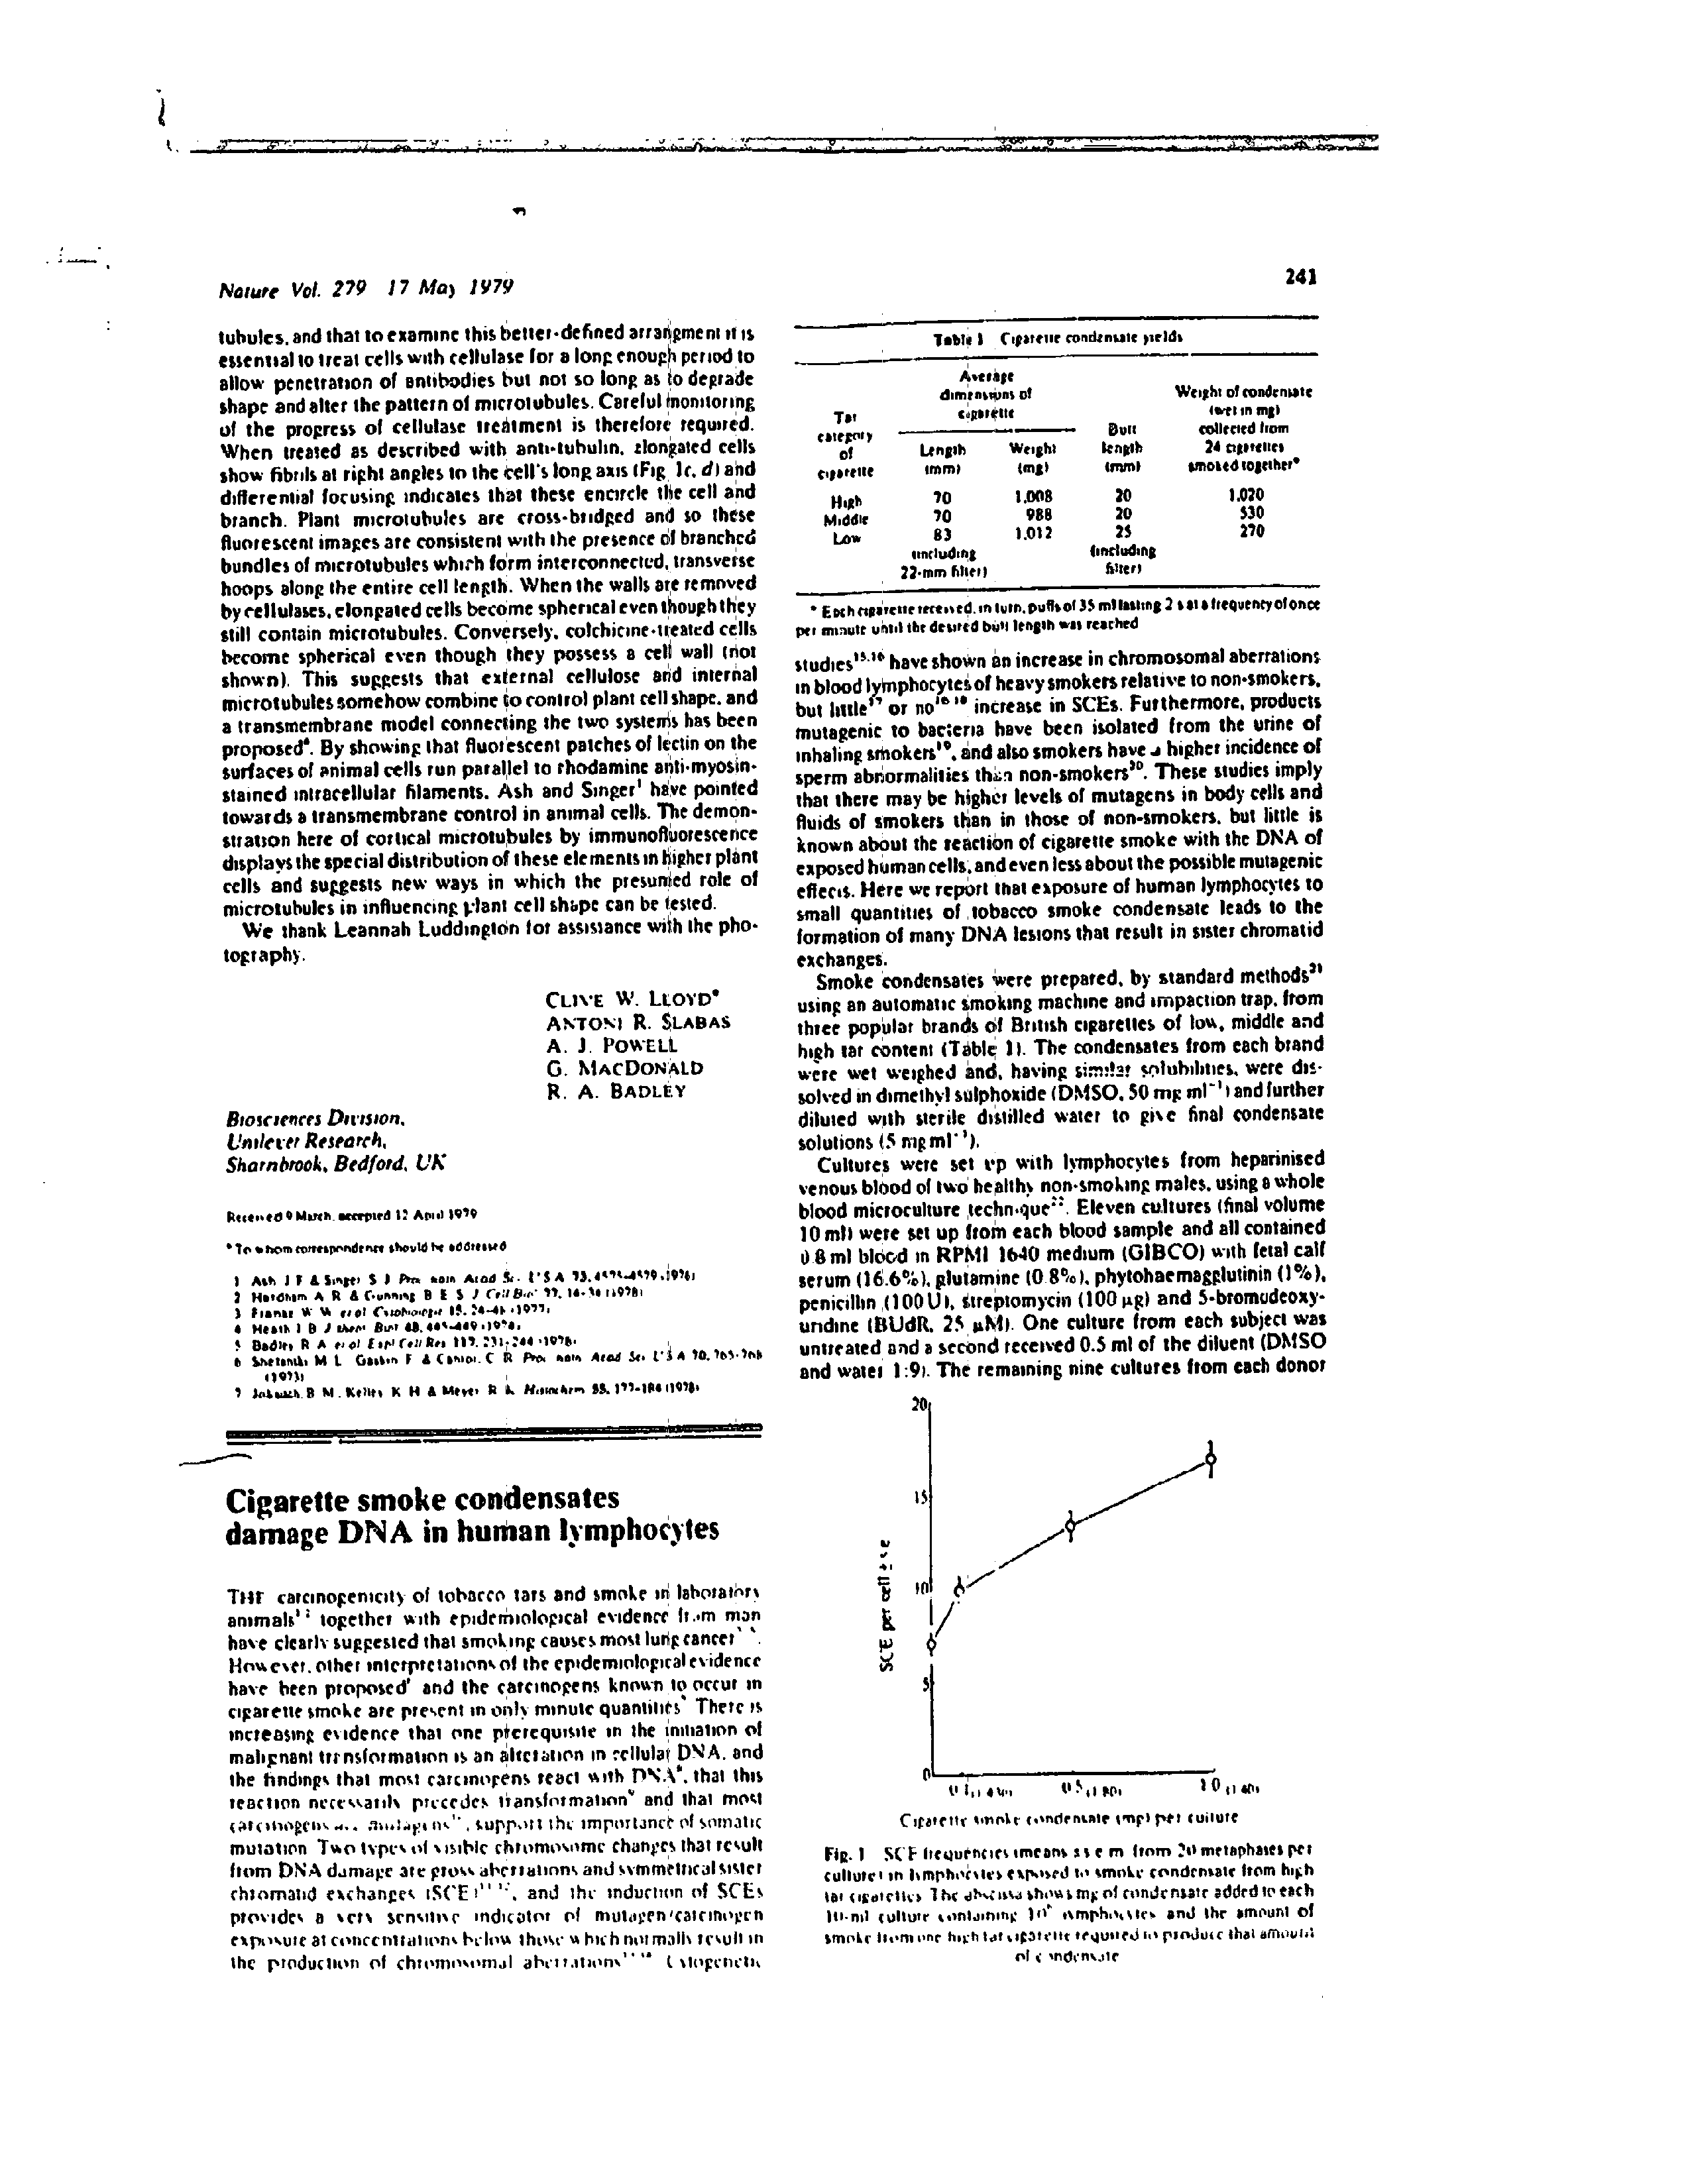 Nature Vol. 279 17 May 1979
241
tubules, and that to examine this better-defined arrangment it is
essential to treat cells with cellulase for a long enough period to
allow penetration of antibodies but not so long as to degrade
shape and alter the pattern of microtubules. Careful monitoring
of the progress of cellulase treatment is therefore required.
When treated as described with anti-tubulin, elongated cells
show fibrils at right angles to the cell's long axis (Fig. 1c, d) and
differential focusing indicates that these encircle the cell and
branch. Plant microtubules are cross-bridged and so these
fluorescent images are consistent with the presence of branched
bundles of microtubules which form interconnected, transverse
hoops along the entire cell length. When the walls are removed
by cellulases, elongated cells become spherical even though they
still contain microtubules. Conversely, colchicine-treated cells
become spherical even though they possess a cell wall (not
shown). This suggests that external cellulose and internal
microtubules somehow combine to control plant cell shape, and
a transmembrane model connecting the two systems has been
proposed⁴. By showing that fluorescent patches of lectin on the
surfaces of animal cells run parallel to rhodamine anti-myosin-
stained intracellular filaments, Ash and Singer¹ have pointed
towards a transmembrane control in animal cells. The demon-
stration here of cortical microtubules by immunofluorescence
displays the special distribution of these elements in higher plant
cells and suggests new ways in which the presumed role of
microtubules in influencing plant cell shape can be tested.
We thank Leannah Luddington for assistance with the pho-
tography.
CLIVE W. LLOYD*
ANTONI R. SLABAS
A. J. POWELL
G. MACDONALD
R. A. BADLEY
Biosciences Division,
Unilever Research,
Sharnbrook, Bedford, UK
Received 9 March, accepted 12 April 1979
* To whom correspondence should be addressed
1 Ash J F & Singer S J Proc. natn. Acad. Sci. U.S.A. 73, 4575-4579 (1976)
2 Hardham A R & Gunning B E S J Cell Biol 77, 14-34 (1978)
3 Franke W W et al Cytobiologie 15, 24-48 (1977)
4 Heath I B J theor. Biol 48, 445-449 (1974)
5 Badley R A et al Expl Cell Res 117, 231-244 (1978)
6 M L Gaskin F & Cantor C R Proc. natn. Acad. Sci. U.S.A. 70, 765-768
(1973)
7 Jokusch B M, Kelley K H & Meyer R K Histochem 55, 177-184 (1978)
Cigarette smoke condensates
damage DNA in human lymphocytes
THE carcinogenicity of tobacco tars and smoke in laboratory
animals together with epidemiological evidence from man
have clearly suggested that smoking causes most lung cancer
However, other interpretations of the epidemiological evidence
have been proposed and the carcinogens known to occur in
cigarette smoke are present in only minute quantities There is
increasing evidence that one prerequisite in the initiation of
malignant transformation is an alteration in cellular DNA, and
the findings that most carcinogens react with DNA, that this
reaction necessarily precedes transformation and that most
carcinogens are mutagens, support the importance of somatic
mutation Two types of visible chromosome changes that result
from DNA damage are gross aberrations and symmetrical sister
chromatid exchanges (SCE), and the induction of SCEs
provides a very sensitive indicator of mutagen/carcinogen
exposure at concentrations below those which normally result in
the production of chromosomal aberrations Cytogenetic
Table 1 Cigarette condensate yields
Tar category of cigarette | Average dimensions of cigarette: Length (mm) | Weight (mg) | Butt length (mm) | Weight of condensate (wet in mg) collected from 24 cigarettes smoked together*
High 70 1,008 20 1,020
Middle 70 988 20 530
Low 83 1,012 25 270
(including 22-mm filter) (including filter)
* Each cigarette received, in turn, puffs of 35 ml lasting 2 s at a frequency of once
per minute until the desired butt length was reached
studies¹⁵,¹⁶ have shown an increase in chromosomal aberrations
in blood lymphocytes of heavy smokers relative to non-smokers,
but little¹⁷ or no¹⁶ ¹⁸ increase in SCEs. Furthermore, products
mutagenic to bacteria have been isolated from the urine of
inhaling smokers¹⁹, and also smokers have a higher incidence of
sperm abnormalities than non-smokers²⁰. These studies imply
that there may be higher levels of mutagens in body cells and
fluids of smokers than in those of non-smokers, but little is
known about the reaction of cigarette smoke with the DNA of
exposed human cells, and even less about the possible mutagenic
effects. Here we report that exposure of human lymphocytes to
small quantities of tobacco smoke condensate leads to the
formation of many DNA lesions that result in sister chromatid
exchanges.
Smoke condensates were prepared, by standard methods²¹
using an automatic smoking machine and impaction trap, from
three popular brands of British cigarettes of low, middle and
high tar content (Table 1). The condensates from each brand
were wet weighed and, having similar solubilities, were dis-
solved in dimethyl sulphoxide (DMSO, 50 mg ml⁻¹) and further
diluted with sterile distilled water to give final condensate
solutions (5 mg ml⁻¹).
Cultures were set up with lymphocytes from heparinised
venous blood of two healthy non-smoking males, using a whole
blood microculture technique²². Eleven cultures (final volume
10 ml) were set up from each blood sample and all contained
0.8 ml blood in RPMI 1640 medium (GIBCO) with fetal calf
serum (16.6%), glutamine (0.8%), phytohaemagglutinin (1%),
penicillin (100 U), streptomycin (100 µg) and 5-bromodeoxy-
uridine (BUdR, 25 µM). One culture from each subject was
untreated and a second received 0.5 ml of the diluent (DMSO
and water 1:9). The remaining nine cultures from each donor
20
15
10
5
0
SCE per cell ± s.e
0.1 0.5 1.0
Cigarette smoke condensate (mg) per culture
Fig. 1 SCE frequencies (means ± s e m from 20 metaphases per
culture) in lymphocytes exposed to smoke condensate from high
tar cigarettes The abscissa shows mg of condensate added to each
10-ml culture containing 10⁶ lymphocytes and the amount of
smoke from one high tar cigarette required to produce that amount
of condensate